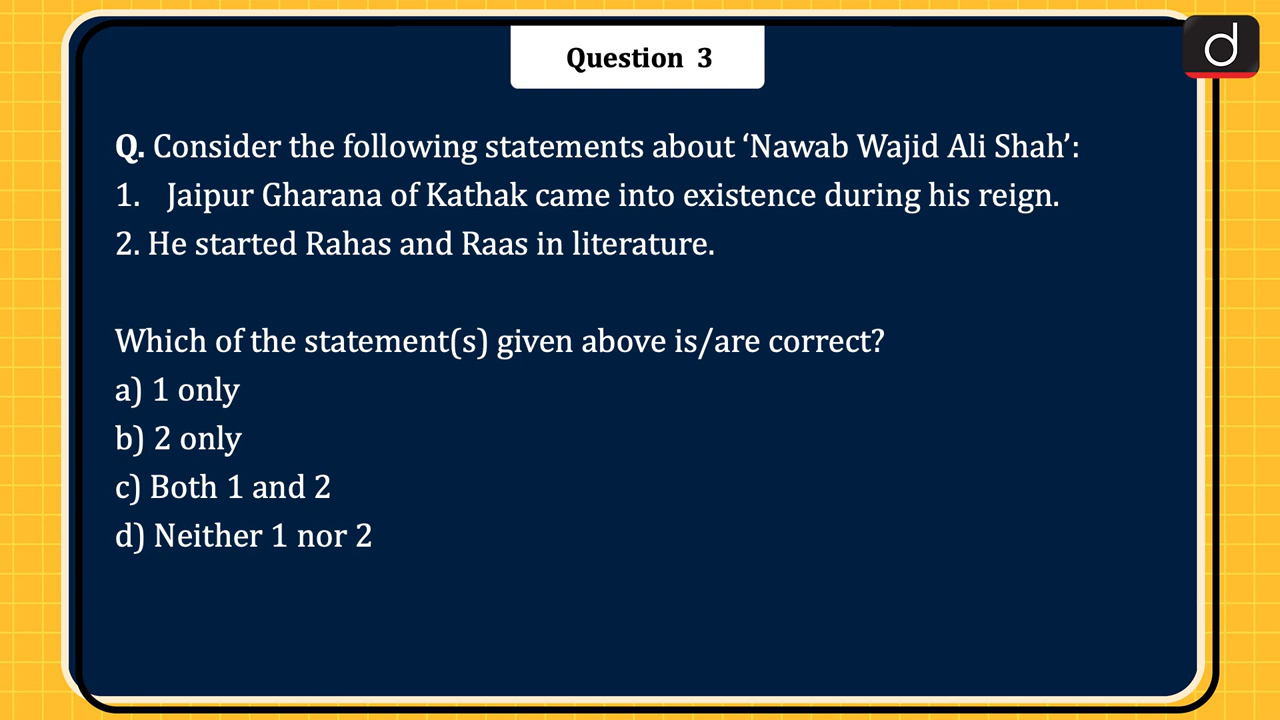 Question 3
d
Q. Consider the following statements about ‘Nawab Wajid Ali Shah’:
1. Jaipur Gharana of Kathak came into existence during his reign.
2. He started Rahas and Raas in literature.
Which of the statement(s) given above is/are correct?
a) 1 only
b) 2 only
c) Both 1 and 2
d) Neither 1 nor 2